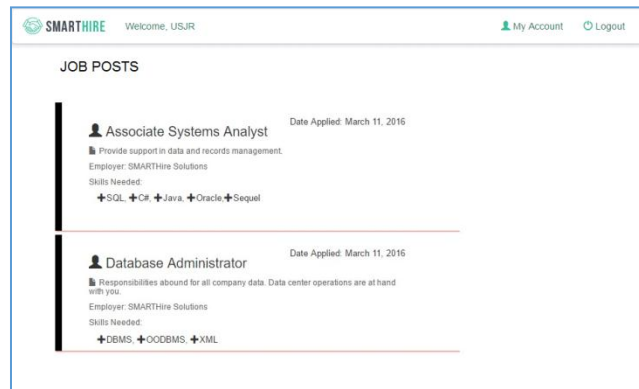 SMARTHIRE Welcome, USJR My Account Logout
JOB POSTS
Date Applied: March 11, 2016
Associate Systems Analyst
Provide support in data and records management.
Employer: SMARTHire Solutions
Skills Needed:
+SQL, +C#, +Java, +Oracle,+Sequel
Date Applied: March 11, 2016
Database Administrator
Responsibilities abound for all company data. Data center operations are at hand
with you.
Employer: SMARTHire Solutions
Skills Needed:
+DBMS, +OODBMS, +XML